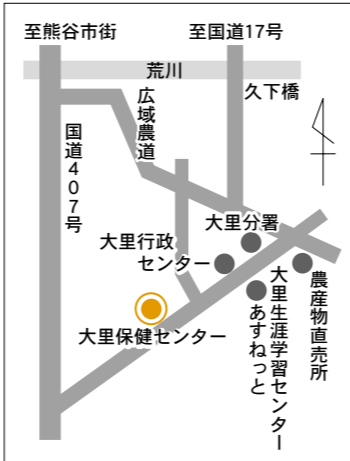 至熊谷市街
至国道17号
荒川
久下橋
広域農道
国道407号
大里分署
大里行政
センター
農産物直売所
大里生涯学習センター
あすねっと
大里保健センター